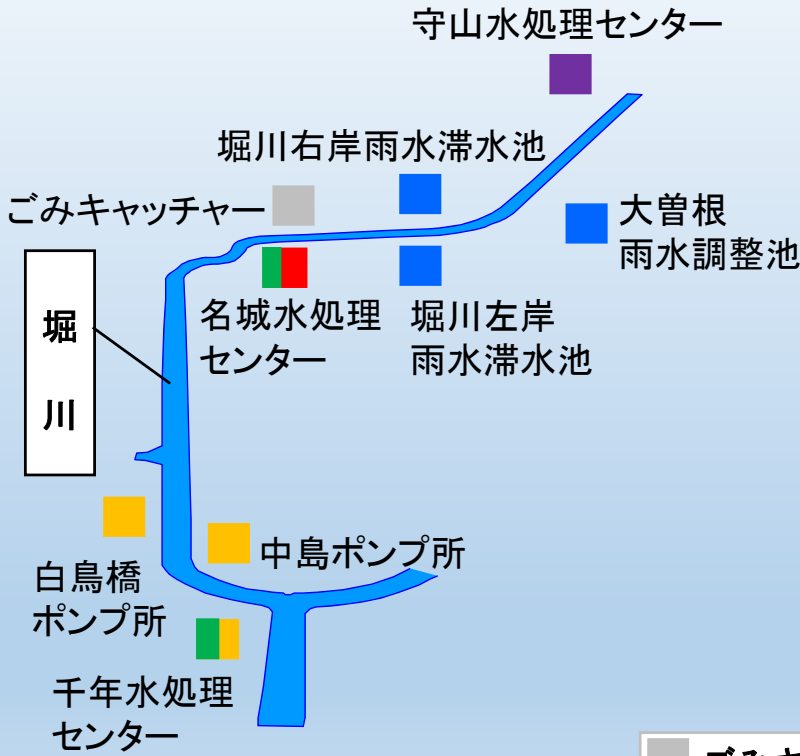 守山水処理センター
堀川右岸雨水滞水池
ごみキャッチャー
大曽根
雨水調整池
堀
川
名城水処理
センター
堀川左岸
雨水滞水池
中島ポンプ所
白鳥橋
ポンプ所
千年水処理
センター